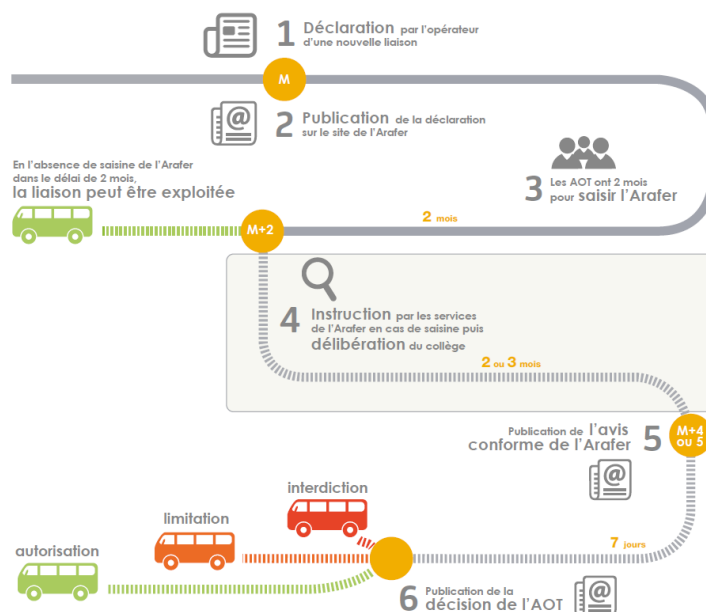 1 Déclaration par l'opérateur
d'une nouvelle liaison
M
2 Publication de la déclaration
sur le site de l'Arafer
En l'absence de saisine de l'Arafer
dans le délai de 2 mois,
la liaison peut être exploitée
3 Les AOT ont 2 mois
pour saisir l'Arafer
2 mois
M+2
4 Instruction par les services
de l'Arafer en cas de saisine puis
délibération du collège
2 ou 3 mois
Publication de l'avis
conforme de l'Arafer
5
M+4
ou 5
interdiction
limitation
autorisation
7 jours
6 Publication de la
décision de l'AOT